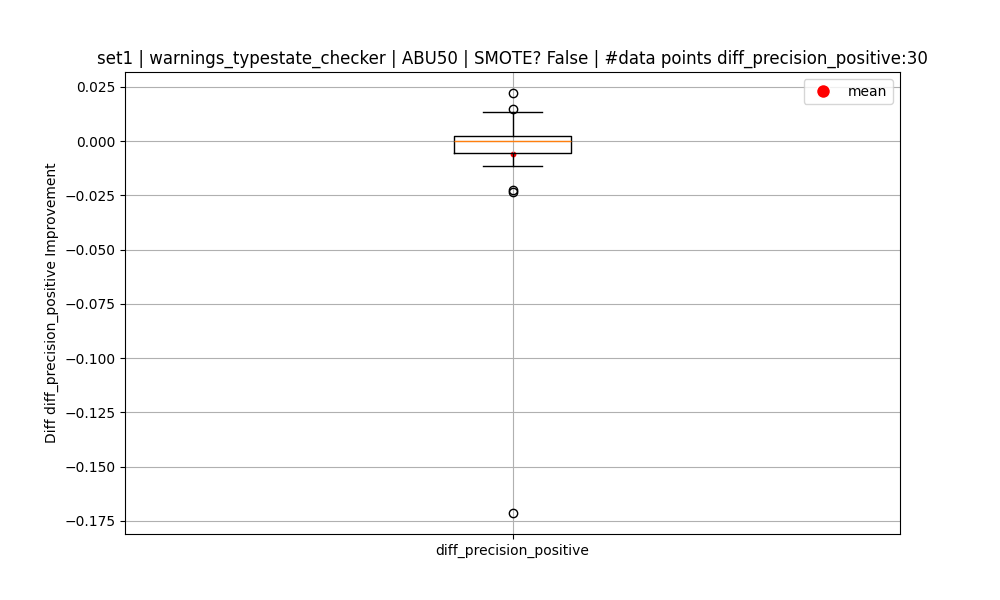 set1 | warnings_typestate_checker | ABU50 | SMOTE? False | #data points diff_precision_positive:30
mean
0.025
0.000
−0.025
−0.050
−0.075
−0.100
−0.125
−0.150
−0.175
Diff diff_precision_positive Improvement
diff_precision_positive